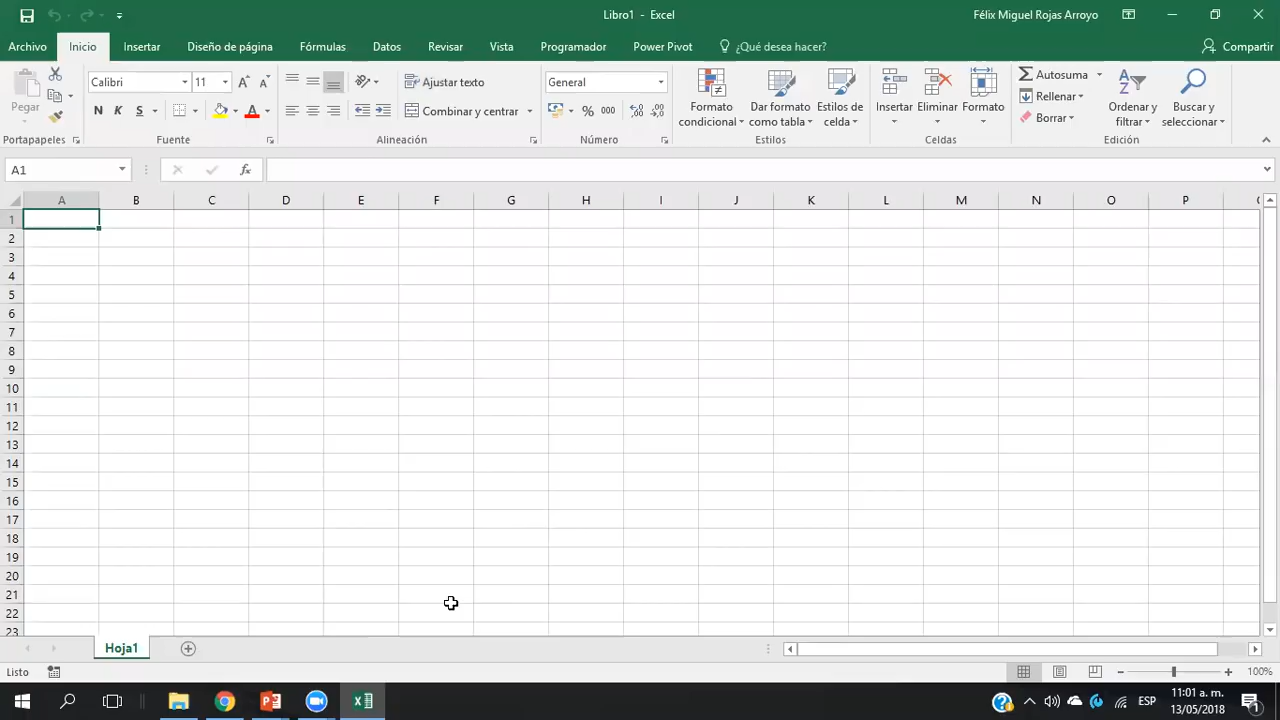 Libro1 - Excel
Félix Miguel Rojas Arroyo
Archivo Inicio Insertar Diseño de página Fórmulas Datos Revisar Vista Programador Power Pivot ¿Qué desea hacer? Compartir
Pegar
Calibri 11
N K S
Ajustar texto
Combinar y centrar
General
% 000
Formato condicional
Dar formato como tabla
Estilos de celda
Insertar Eliminar Formato
Autosuma
Rellenar
Borrar
Ordenar y filtrar
Buscar y seleccionar
Portapapeles Fuente Alineación Número Estilos Celdas Edición
A1 fx
A B C D E F G H I J K L M N O P
1
2
3
4
5
6
7
8
9
10
11
12
13
14
15
16
17
18
19
20
21
22
23
Hoja1
Listo 100%
ESP 11:01 a. m.
13/05/2018